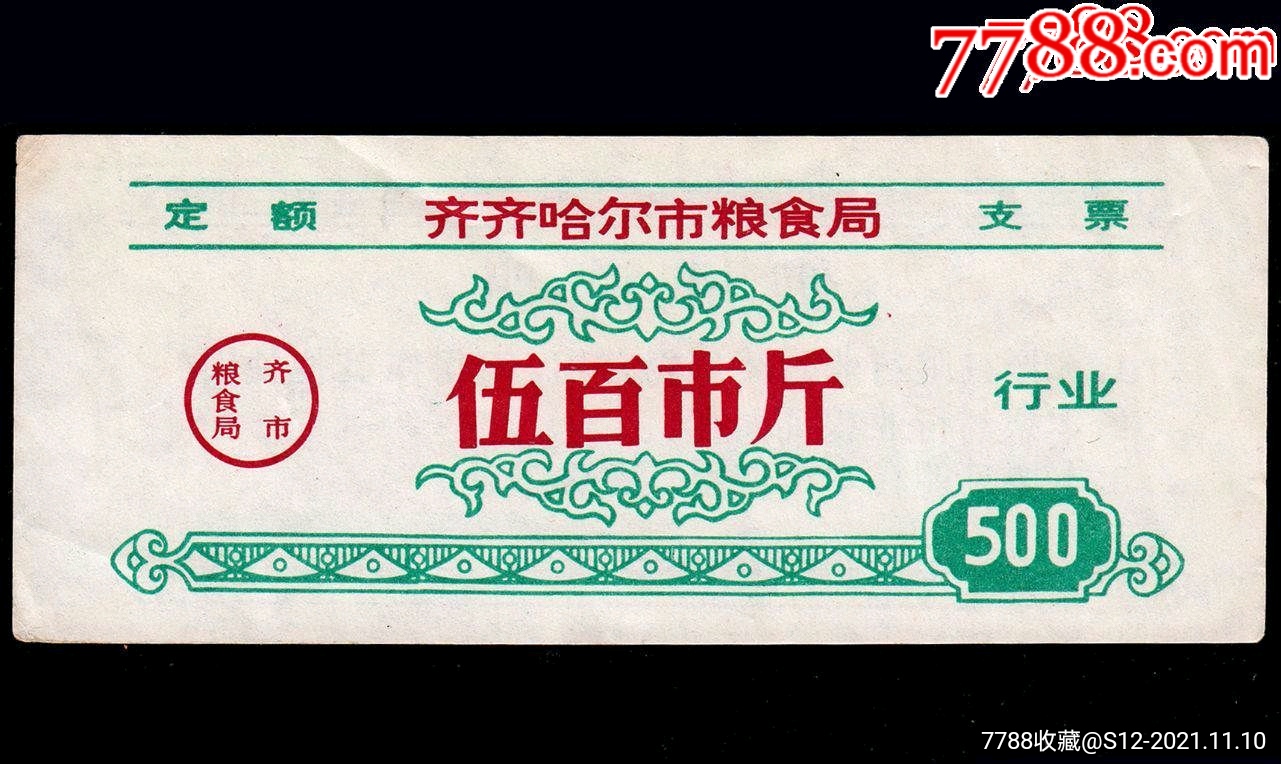 7788.com
定额 齐齐哈尔市粮食局 支票
伍百市斤
齐市
粮食局
行业
500
7788收藏@S12-2021.11.10